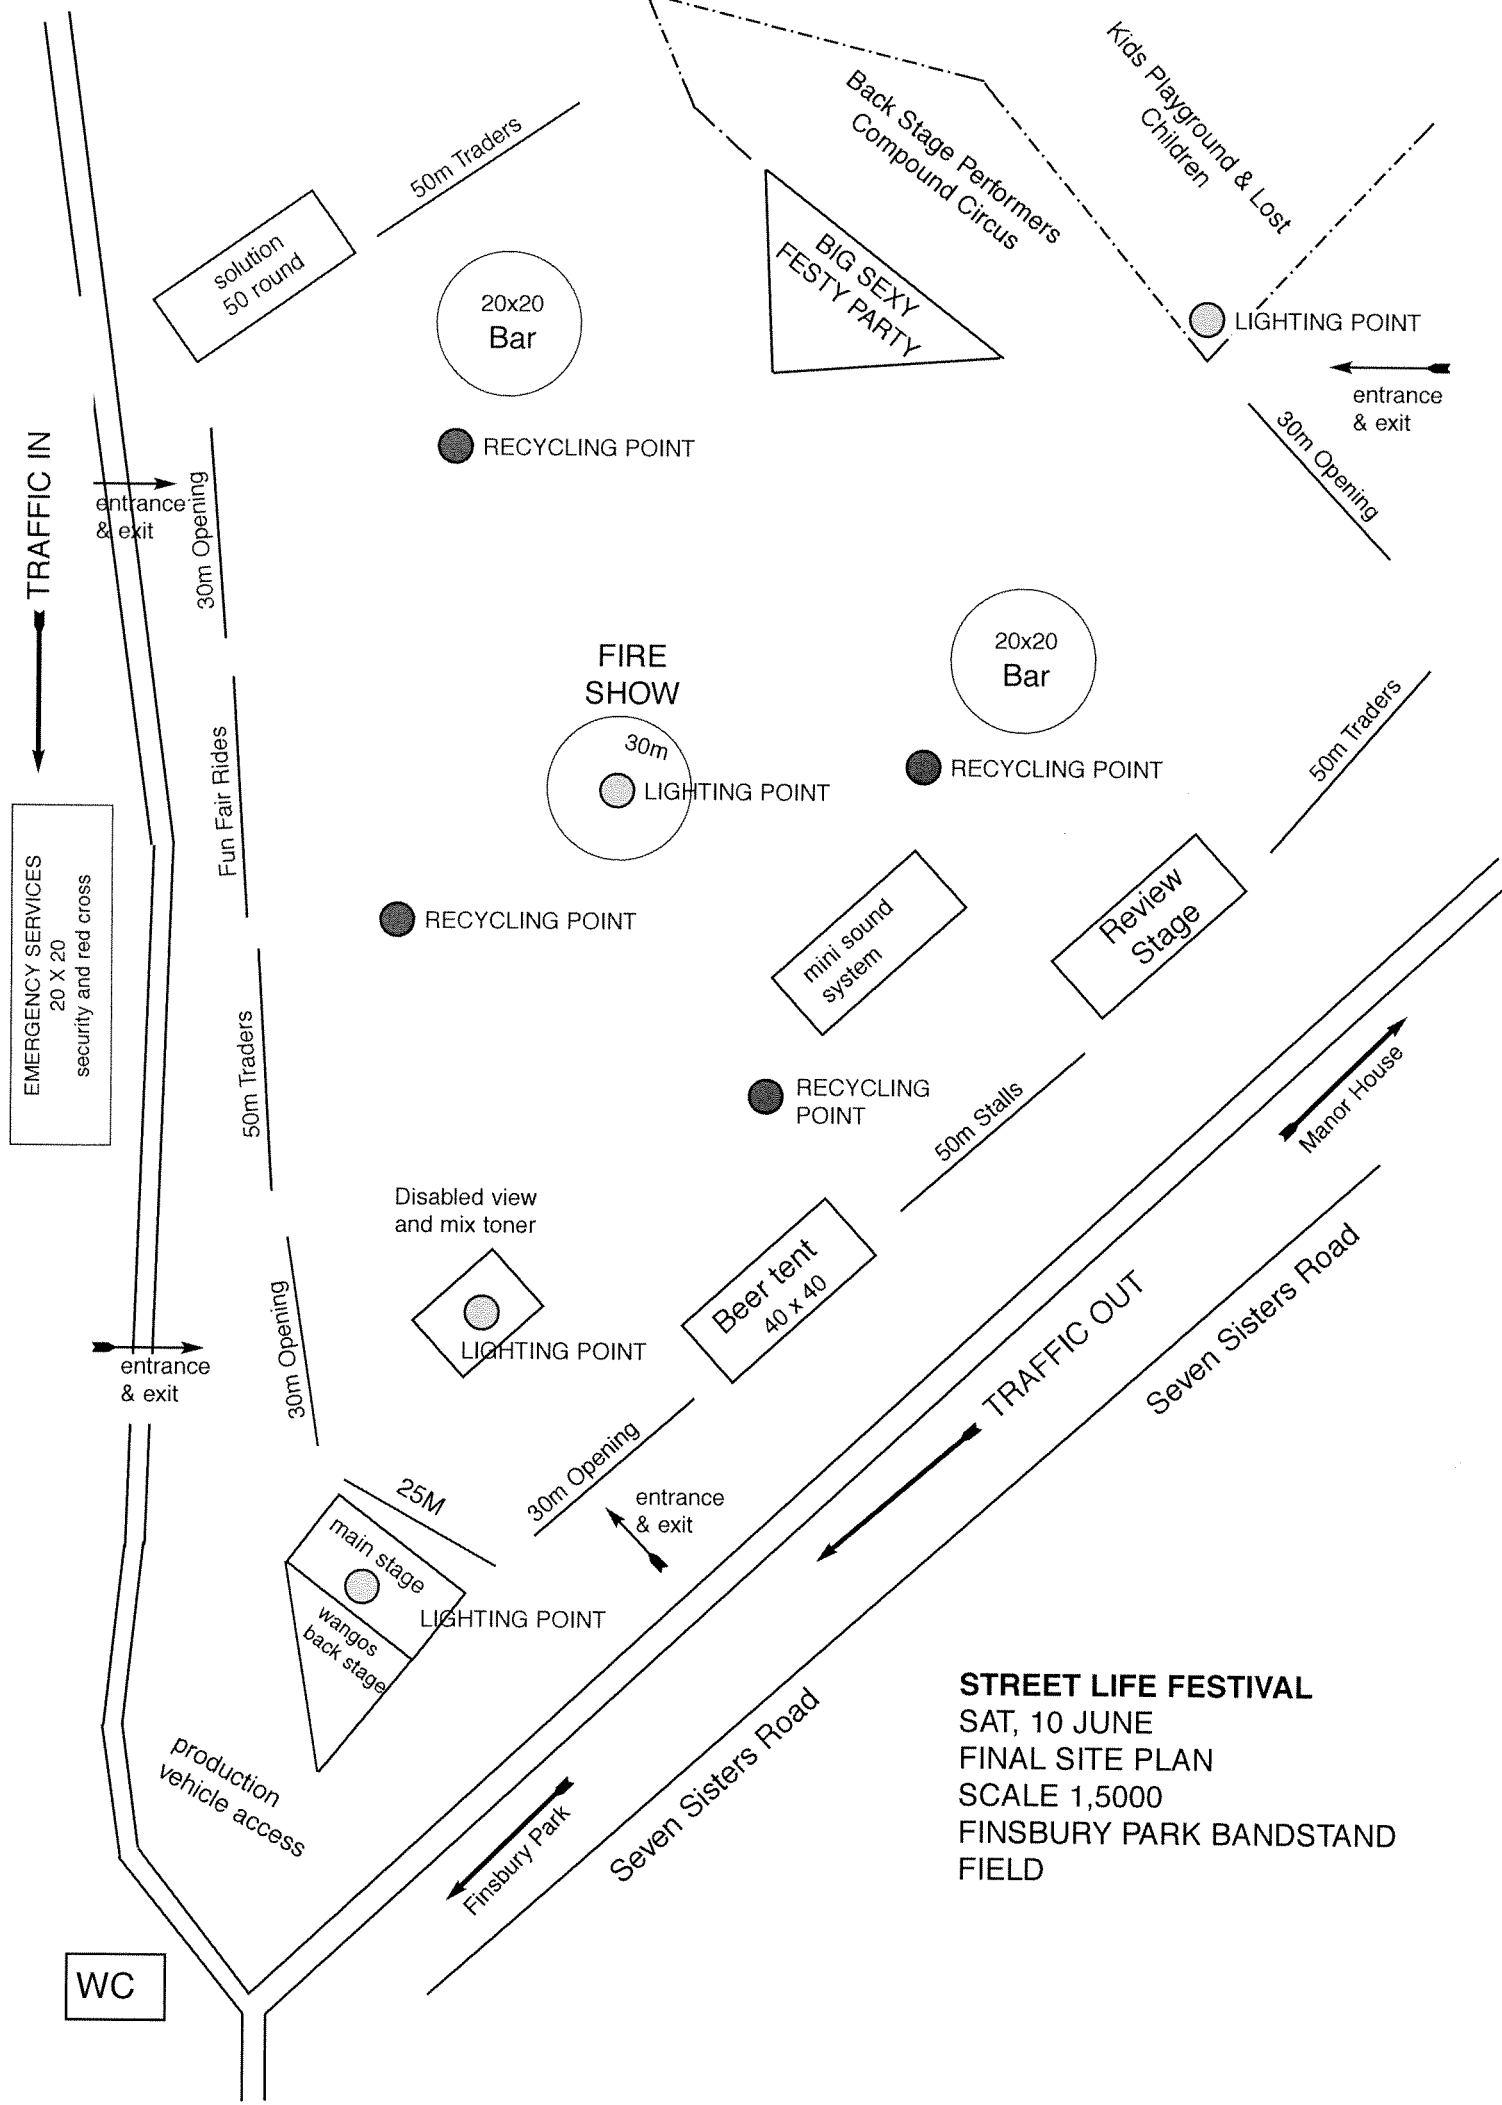 Kids Playground & Lost
Children
Back Stage Performers
Compound Circus
50m Traders
solution
50 round
20x20
Bar
BIG SEXY
FESTY PARTY
LIGHTING POINT
entrance
& exit
30m Opening
RECYCLING POINT
TRAFFIC IN
entrance
& exit
30m Opening
FIRE
SHOW
30m
LIGHTING POINT
20x20
Bar
RECYCLING POINT
50m Traders
Fun Fair Rides
EMERGENCY SERVICES
20 X 20
security and red cross
RECYCLING POINT
mini sound
system
Review
Stage
50m Traders
RECYCLING
POINT
50m Stalls
Manor House
Disabled view
and mix toner
LIGHTING POINT
Beer tent
40 x 40
entrance
& exit
30m Opening
TRAFFIC OUT
Seven Sisters Road
25M
30m Opening
entrance
& exit
main stage
LIGHTING POINT
wangos
back stage
production
vehicle access
Finsbury Park
Seven Sisters Road
STREET LIFE FESTIVAL
SAT, 10 JUNE
FINAL SITE PLAN
SCALE 1,5000
FINSBURY PARK BANDSTAND
FIELD
WC